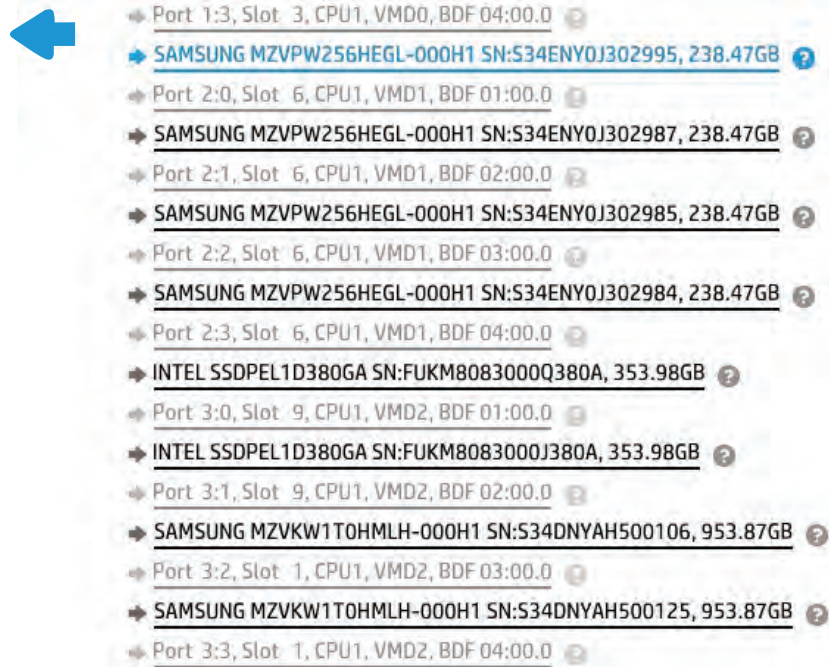 Port 1:3, Slot 3, CPU1, VMD0, BDF 04:00.0
SAMSUNG MZVPW256HEGL-000H1 SN:S34ENY0J302995, 238.47GB
Port 2:0, Slot 6, CPU1, VMD1, BDF 01:00.0
SAMSUNG MZVPW256HEGL-000H1 SN:S34ENY0J302987, 238.47GB
Port 2:1, Slot 6, CPU1, VMD1, BDF 02:00.0
SAMSUNG MZVPW256HEGL-000H1 SN:S34ENY0J302985, 238.47GB
Port 2:2, Slot 6, CPU1, VMD1, BDF 03:00.0
SAMSUNG MZVPW256HEGL-000H1 SN:S34ENY0J302984, 238.47GB
Port 2:3, Slot 6, CPU1, VMD1, BDF 04:00.0
INTEL SSDPEL1D380GA SN:FUKM8083000Q380A, 353.98GB
Port 3:0, Slot 9, CPU1, VMD2, BDF 01:00.0
INTEL SSDPEL1D380GA SN:FUKM8083000J380A, 353.98GB
Port 3:1, Slot 9, CPU1, VMD2, BDF 02:00.0
SAMSUNG MZVKW1T0HMLH-000H1 SN:S34DNYAH500106, 953.87GB
Port 3:2, Slot 1, CPU1, VMD2, BDF 03:00.0
SAMSUNG MZVKW1T0HMLH-000H1 SN:S34DNYAH500125, 953.87GB
Port 3:3, Slot 1, CPU1, VMD2, BDF 04:00.0